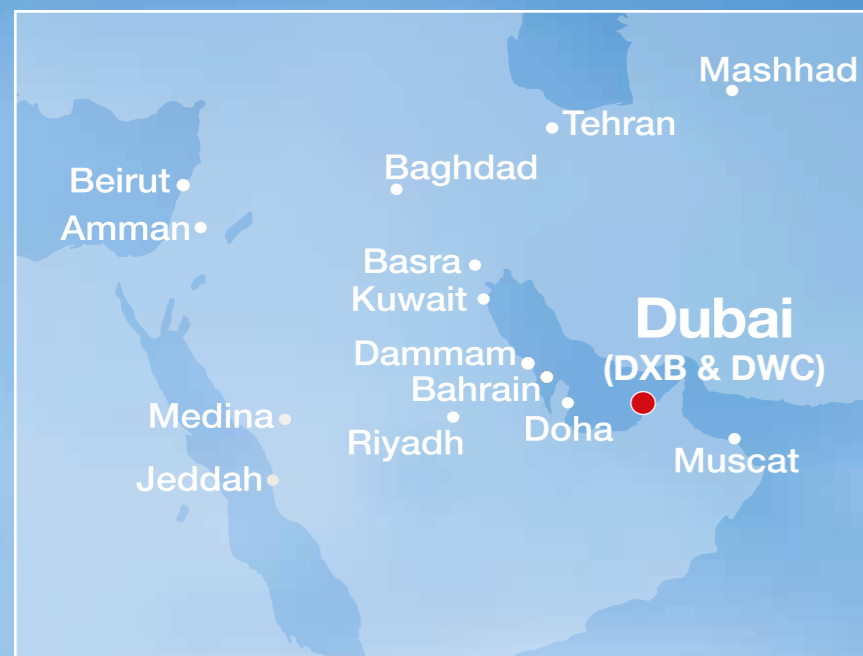 Mashhad
Tehran
Baghdad
Beirut
Amman
Basra
Kuwait
Dubai
(DXB & DWC)
Dammam
Bahrain
Medina
Riyadh
Doha
Muscat
Jeddah